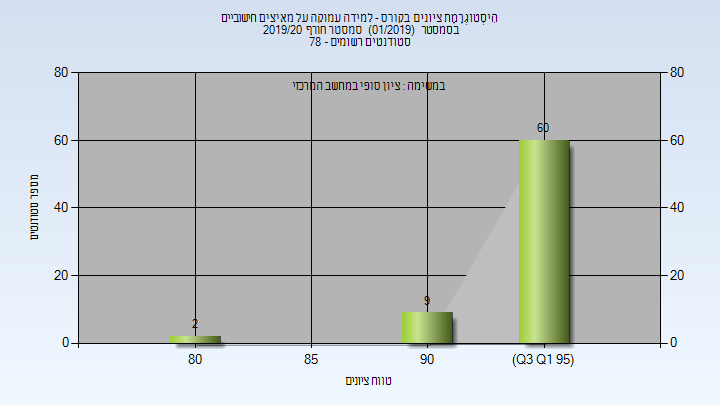 היסטוגרמת ציונים בקורס - למידה עמוקה על מאיצים חישוביים
בסמסטר (01/2019) סמסטר חורף 2019/20
סטודנטים רשומים - 78
במשימה : ציון סופי במחשב המרכזי
80 80
60 60
40 40
20 20
0 0
מספר סטודנטים
2
9
60
80 85 90 (Q3 Q1 95)
טווח ציונים